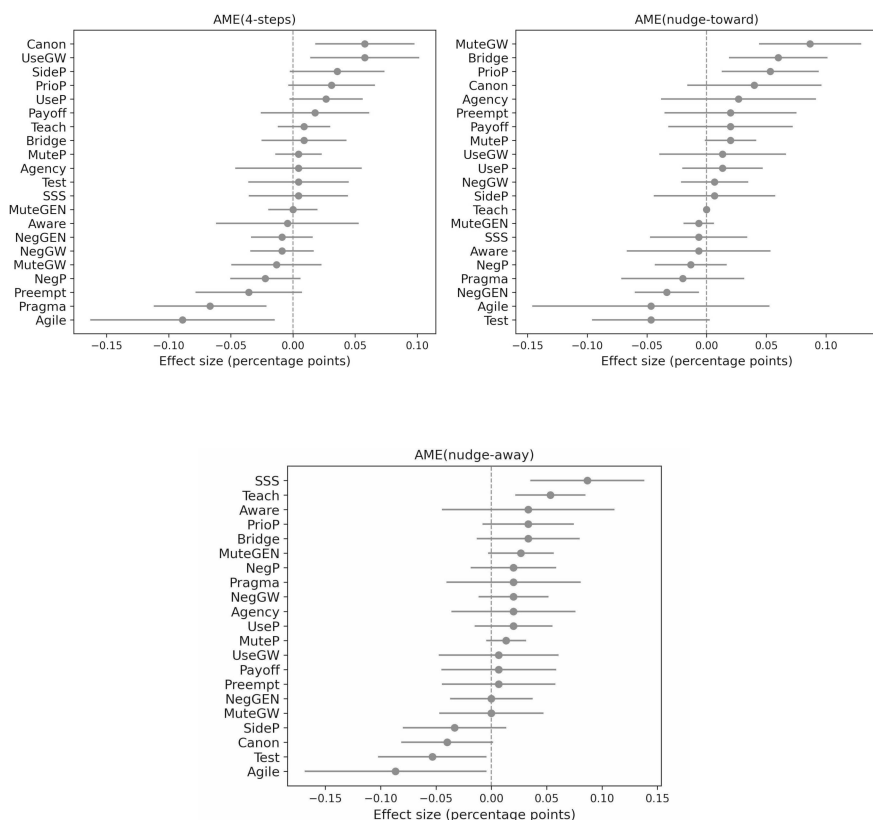 AME(4-steps)
Canon
UseGW
SideP
PrioP
UseP
Payoff
Teach
Bridge
MuteP
Agency
Test
SSS
MuteGEN
Aware
NegGEN
NegGW
MuteGW
NegP
Preempt
Pragma
Agile
−0.15 −0.10 −0.05 0.00 0.05 0.10
Effect size (percentage points)
AME(nudge-toward)
MuteGW
Bridge
PrioP
Canon
Agency
Preempt
Payoff
MuteP
UseGW
UseP
NegGW
SideP
Teach
MuteGEN
SSS
Aware
NegP
Pragma
NegGEN
Agile
Test
−0.15 −0.10 −0.05 0.00 0.05 0.10
Effect size (percentage points)
AME(nudge-away)
SSS
Teach
Aware
PrioP
Bridge
MuteGEN
NegP
Pragma
NegGW
Agency
UseP
MuteP
UseGW
Payoff
Preempt
NegGEN
MuteGW
SideP
Canon
Test
Agile
−0.15 −0.10 −0.05 0.00 0.05 0.10 0.15
Effect size (percentage points)